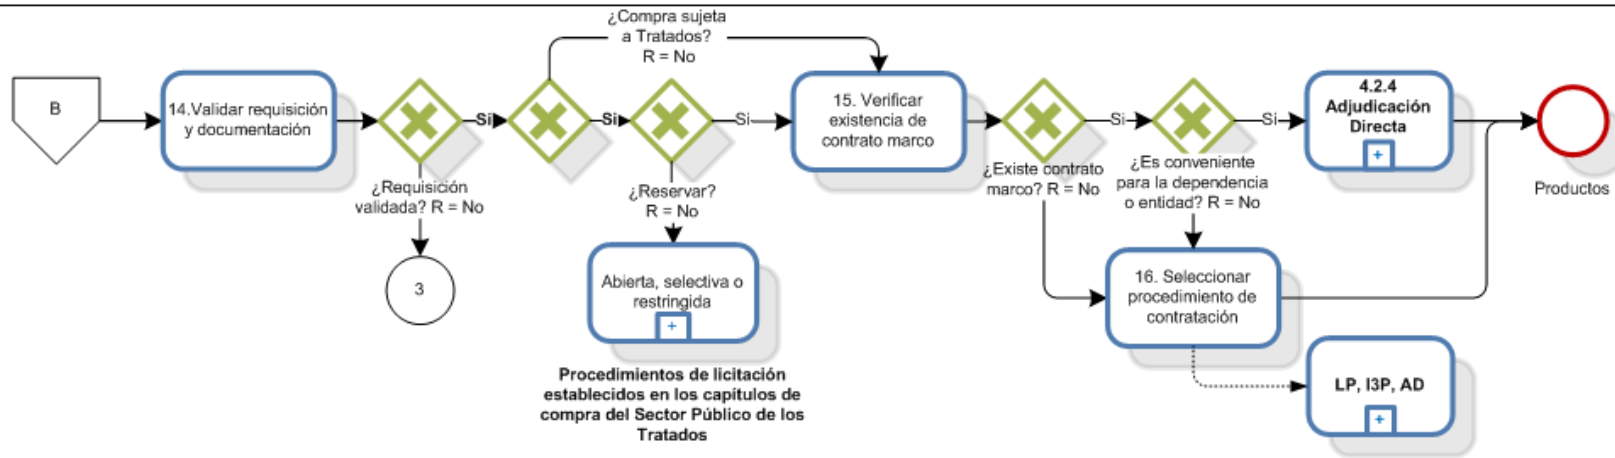 ¿Compra sujeta
a Tratados?
R = No
B
14.Validar requisición
y documentación
Si
Si
Si
15. Verificar
existencia de
contrato marco
Si
Si
4.2.4
Adjudicación
Directa
+
Productos
¿Requisición
validada? R = No
3
¿Reservar?
R = No
¿Existe contrato
marco? R = No
¿Es conveniente
para la dependencia
o entidad? R = No
Abierta, selectiva o
restringida
+
Procedimientos de licitación
establecidos en los capítulos de
compra del Sector Público de los
Tratados
16. Seleccionar
procedimiento de
contratación
LP, I3P, AD
+